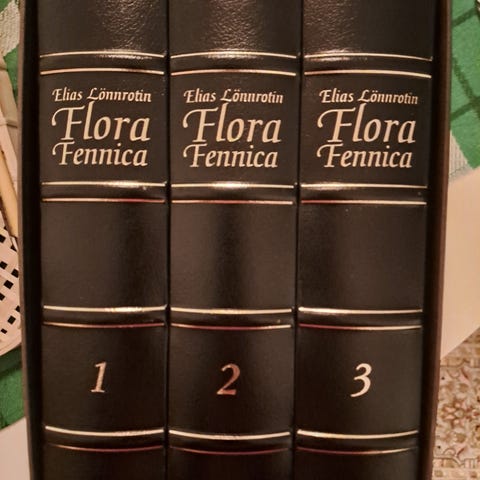 Elias Lönnrotin
Flora
Fennica
1
Elias Lönnrotin
Flora
Fennica
2
Elias Lönnrotin
Flora
Fennica
3